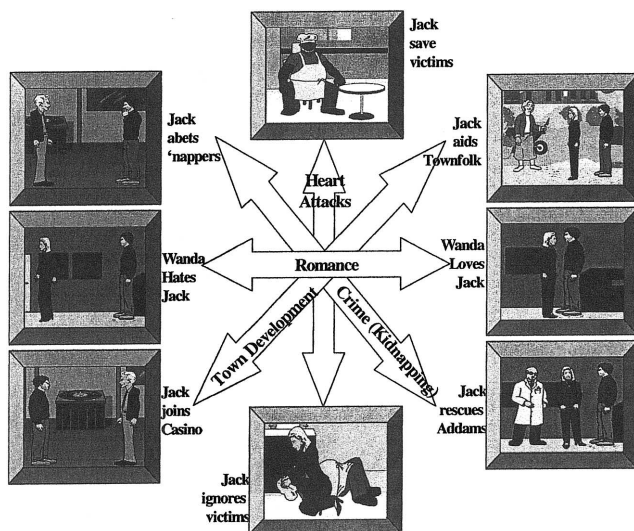 Jack
save
victims
Jack
abets
‘nappers
Jack
aids
Townfolk
Heart
Attacks
Wanda
Hates
Jack
Romance
Wanda
Loves
Jack
Town Development
Crime (Kidnapping)
Jack
joins
Casino
Jack
rescues
Addams
Jack
ignores
victims